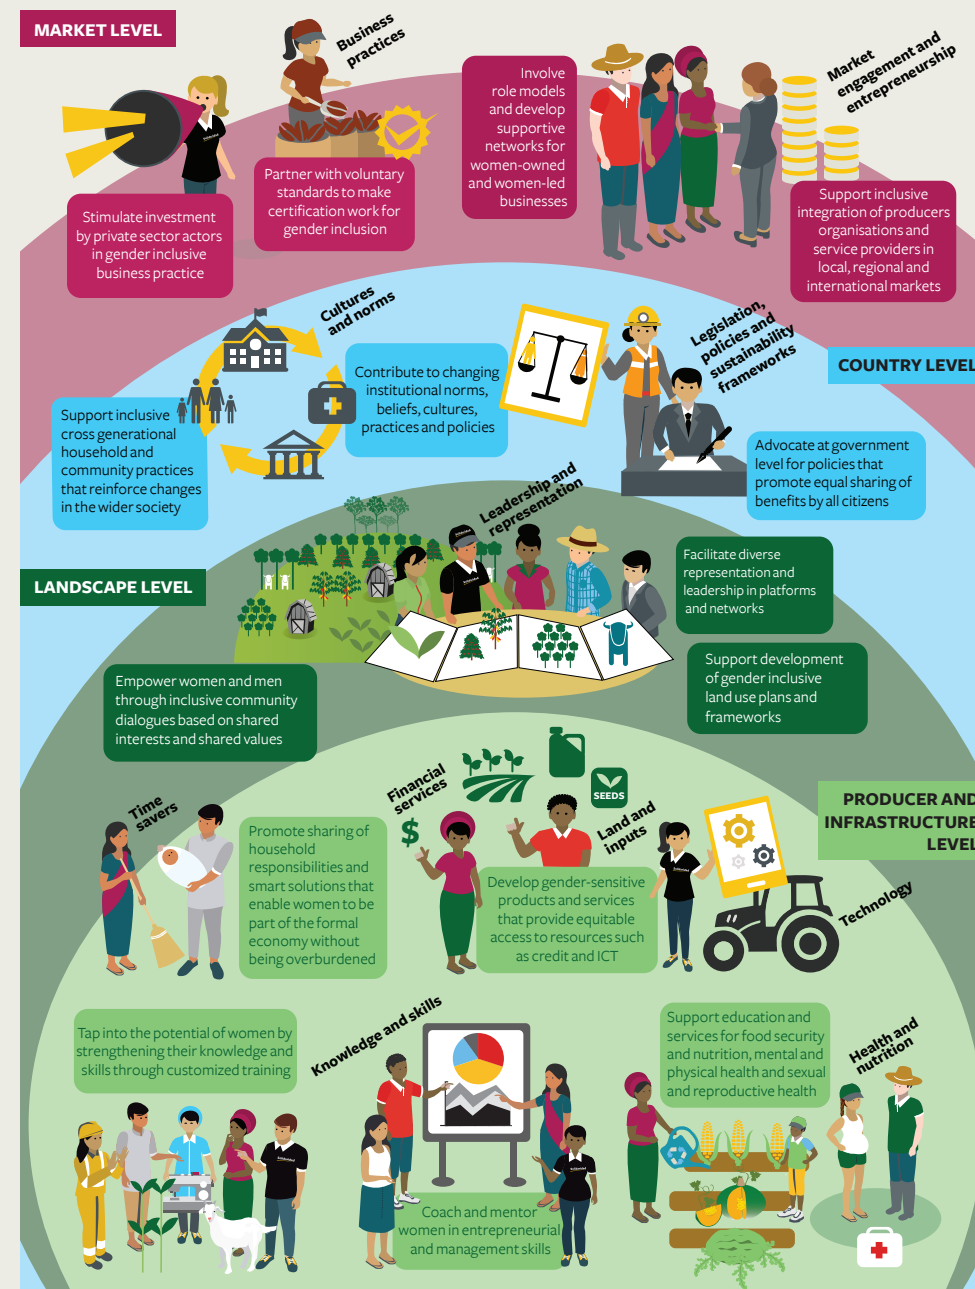 MARKET LEVEL
Business
practices
Market
engagement and
entrepreneurship
Involve
role models
and develop
supportive
networks for
women-owned
and women-led
businesses
Partner with voluntary
standards to make
certification work for
gender inclusion
Stimulate investment
by private sector actors
in gender inclusive
business practice
Support inclusive
integration of producers
organisations and
service providers in
local, regional and
international markets
Cultures
and norms
Legislation,
policies and
sustainability
frameworks
COUNTRY LEVEL
Contribute to changing
institutional norms,
beliefs, cultures,
practices and policies
Support inclusive
cross generational
household and
community practices
that reinforce changes
in the wider society
Advocate at government
level for policies that
promote equal sharing of
benefits by all citizens
Leadership and
representation
LANDSCAPE LEVEL
Facilitate diverse
representation and
leadership in platforms
and networks
Support development
of gender inclusive
land use plans and
frameworks
Empower women and men
through inclusive community
dialogues based on shared
interests and shared values
Financial
services
SEEDS
Land and
inputs
PRODUCER AND
INFRASTRUCTURE
LEVEL
Time
savers
$
Promote sharing of
household
responsibilities and
smart solutions that
enable women to be
part of the formal
economy without
being overburdened
Develop gender-sensitive
products and services
that provide equitable
access to resources such
as credit and ICT
Technology
Knowledge and skills
Tap into the potential of women by
strengthening their knowledge and
skills through customized training
Support education and
services for food security
and nutrition, mental and
physical health and sexual
and reproductive health
Health and
nutrition
Coach and mentor
women in entrepreneurial
and management skills